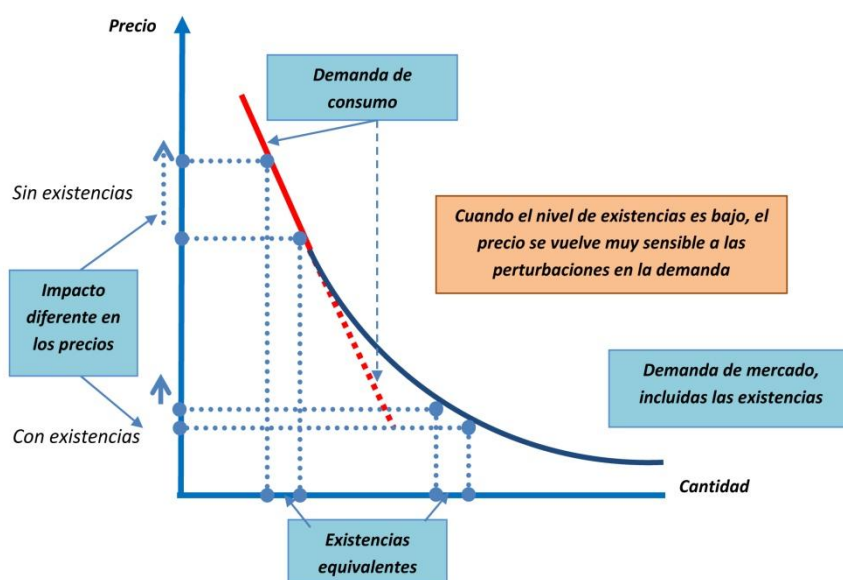 Precio
Demanda de
consumo
Sin existencias
Cuando el nivel de existencias es bajo, el
precio se vuelve muy sensible a las
perturbaciones en la demanda
Impacto
diferente en
los precios
Demanda de mercado,
incluidas las existencias
Con existencias
Cantidad
Existencias
equivalentes